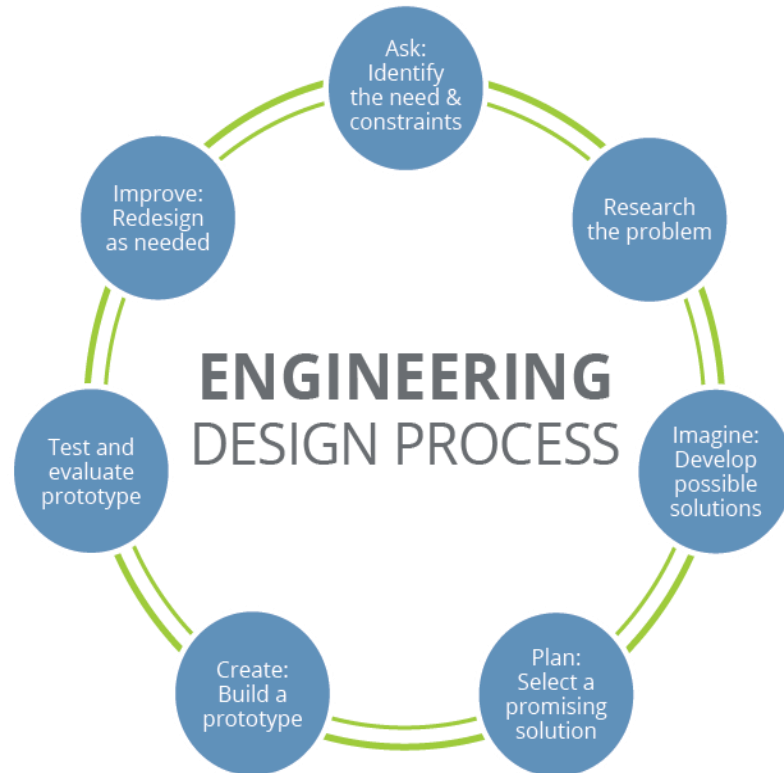 Ask:
Identify
the need &
constraints
Research
the problem
Imagine:
Develop
possible
solutions
Plan:
Select a
promising
solution
Create:
Build a
prototype
Test and
evaluate
prototype
Improve:
Redesign
as needed
ENGINEERING
DESIGN PROCESS